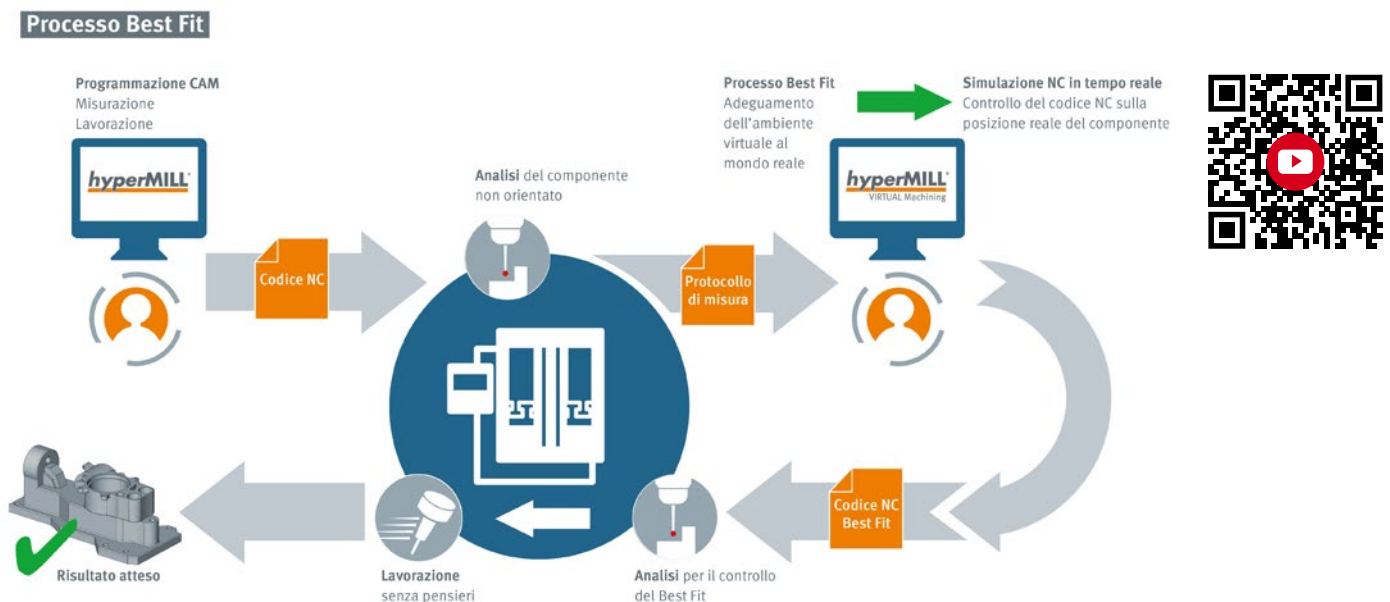 Processo Best Fit
Programmazione CAM
Misurazione
Lavorazione
hyperMILL®
Codice NC
Analisi del componente
non orientato
Protocollo
di misura
Processo Best Fit
Adeguamento
dell'ambiente
virtuale al
mondo reale
Simulazione NC in tempo reale
Controllo del codice NC sulla
posizione reale del componente
hyperMILL®
VIRTUAL Machining
Codice NC
Best Fit
Analisi per il controllo
del Best Fit
Lavorazione
senza pensieri
Risultato atteso